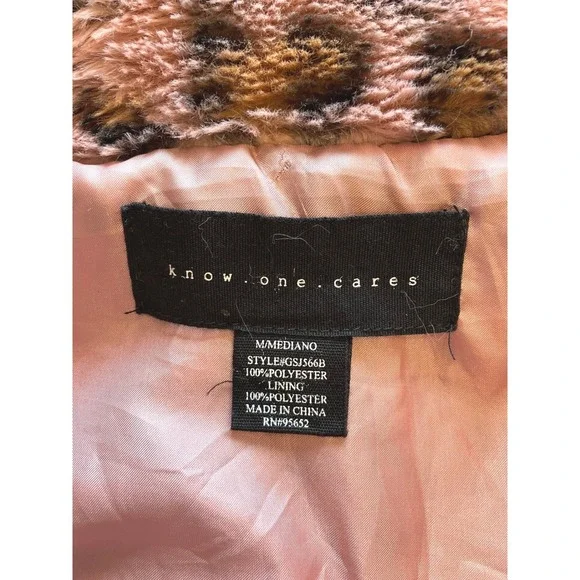 know.one.cares
M/MEDIANO
STYLE#GSJ566B
100%POLYESTER
LINING
100%POLYESTER
MADE IN CHINA
RN#95652